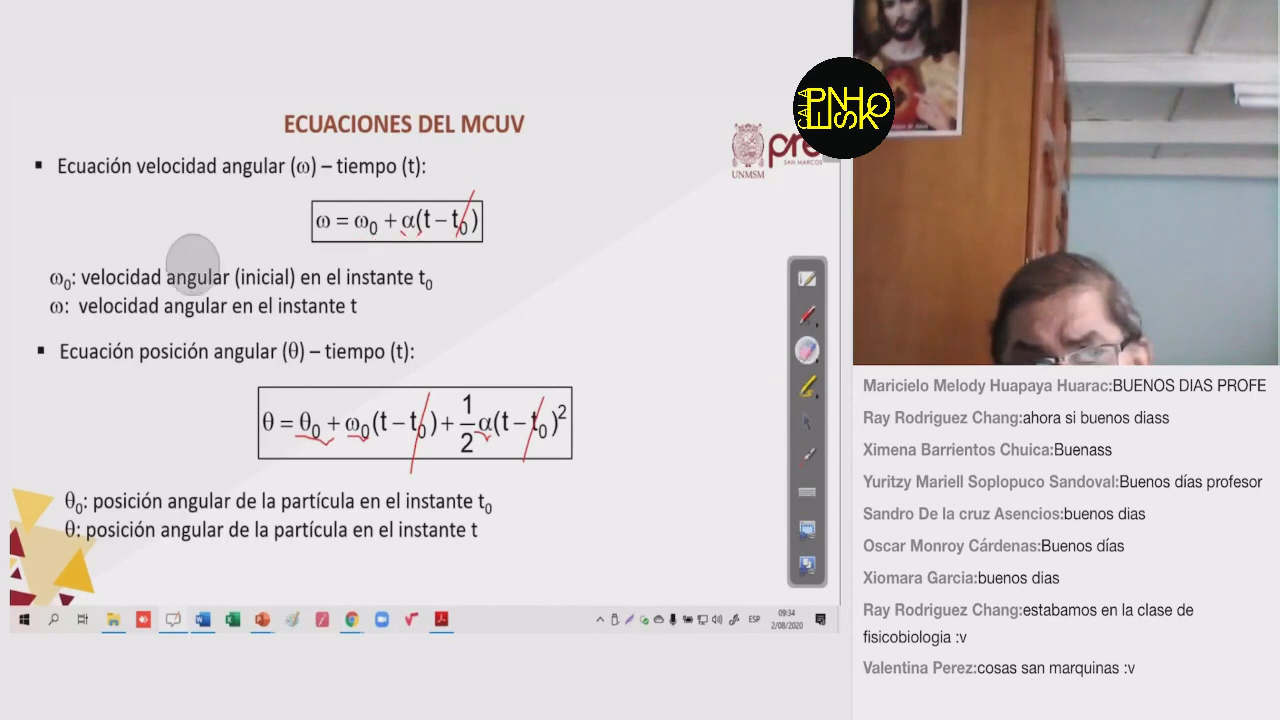 ECUACIONES DEL MCUV
▪ Ecuación velocidad angular (ω) – tiempo (t):
ω = ω₀ + α(t – t₀)
ω₀: velocidad angular (inicial) en el instante t₀
ω: velocidad angular en el instante t
▪ Ecuación posición angular (θ) – tiempo (t):
θ = θ₀ + ω₀(t – t₀) + 1/2 α(t – t₀)²
θ₀: posición angular de la partícula en el instante t₀
θ: posición angular de la partícula en el instante t
UNMSM
pre
SAN MARCOS
ESP
09:34
2/08/2020
Maricielo Melody Huapaya Huarac:BUENOS DIAS PROFE
Ray Rodriguez Chang:ahora si buenos diass
Ximena Barrientos Chuica:Buenass
Yuritzy Mariell Soplopuco Sandoval:Buenos días profesor
Sandro De la cruz Asencios:buenos dias
Oscar Monroy Cárdenas:Buenos días
Xiomara Garcia:buenos dias
Ray Rodriguez Chang:estabamos en la clase de
fisicobiologia :v
Valentina Perez:cosas san marquinas :v